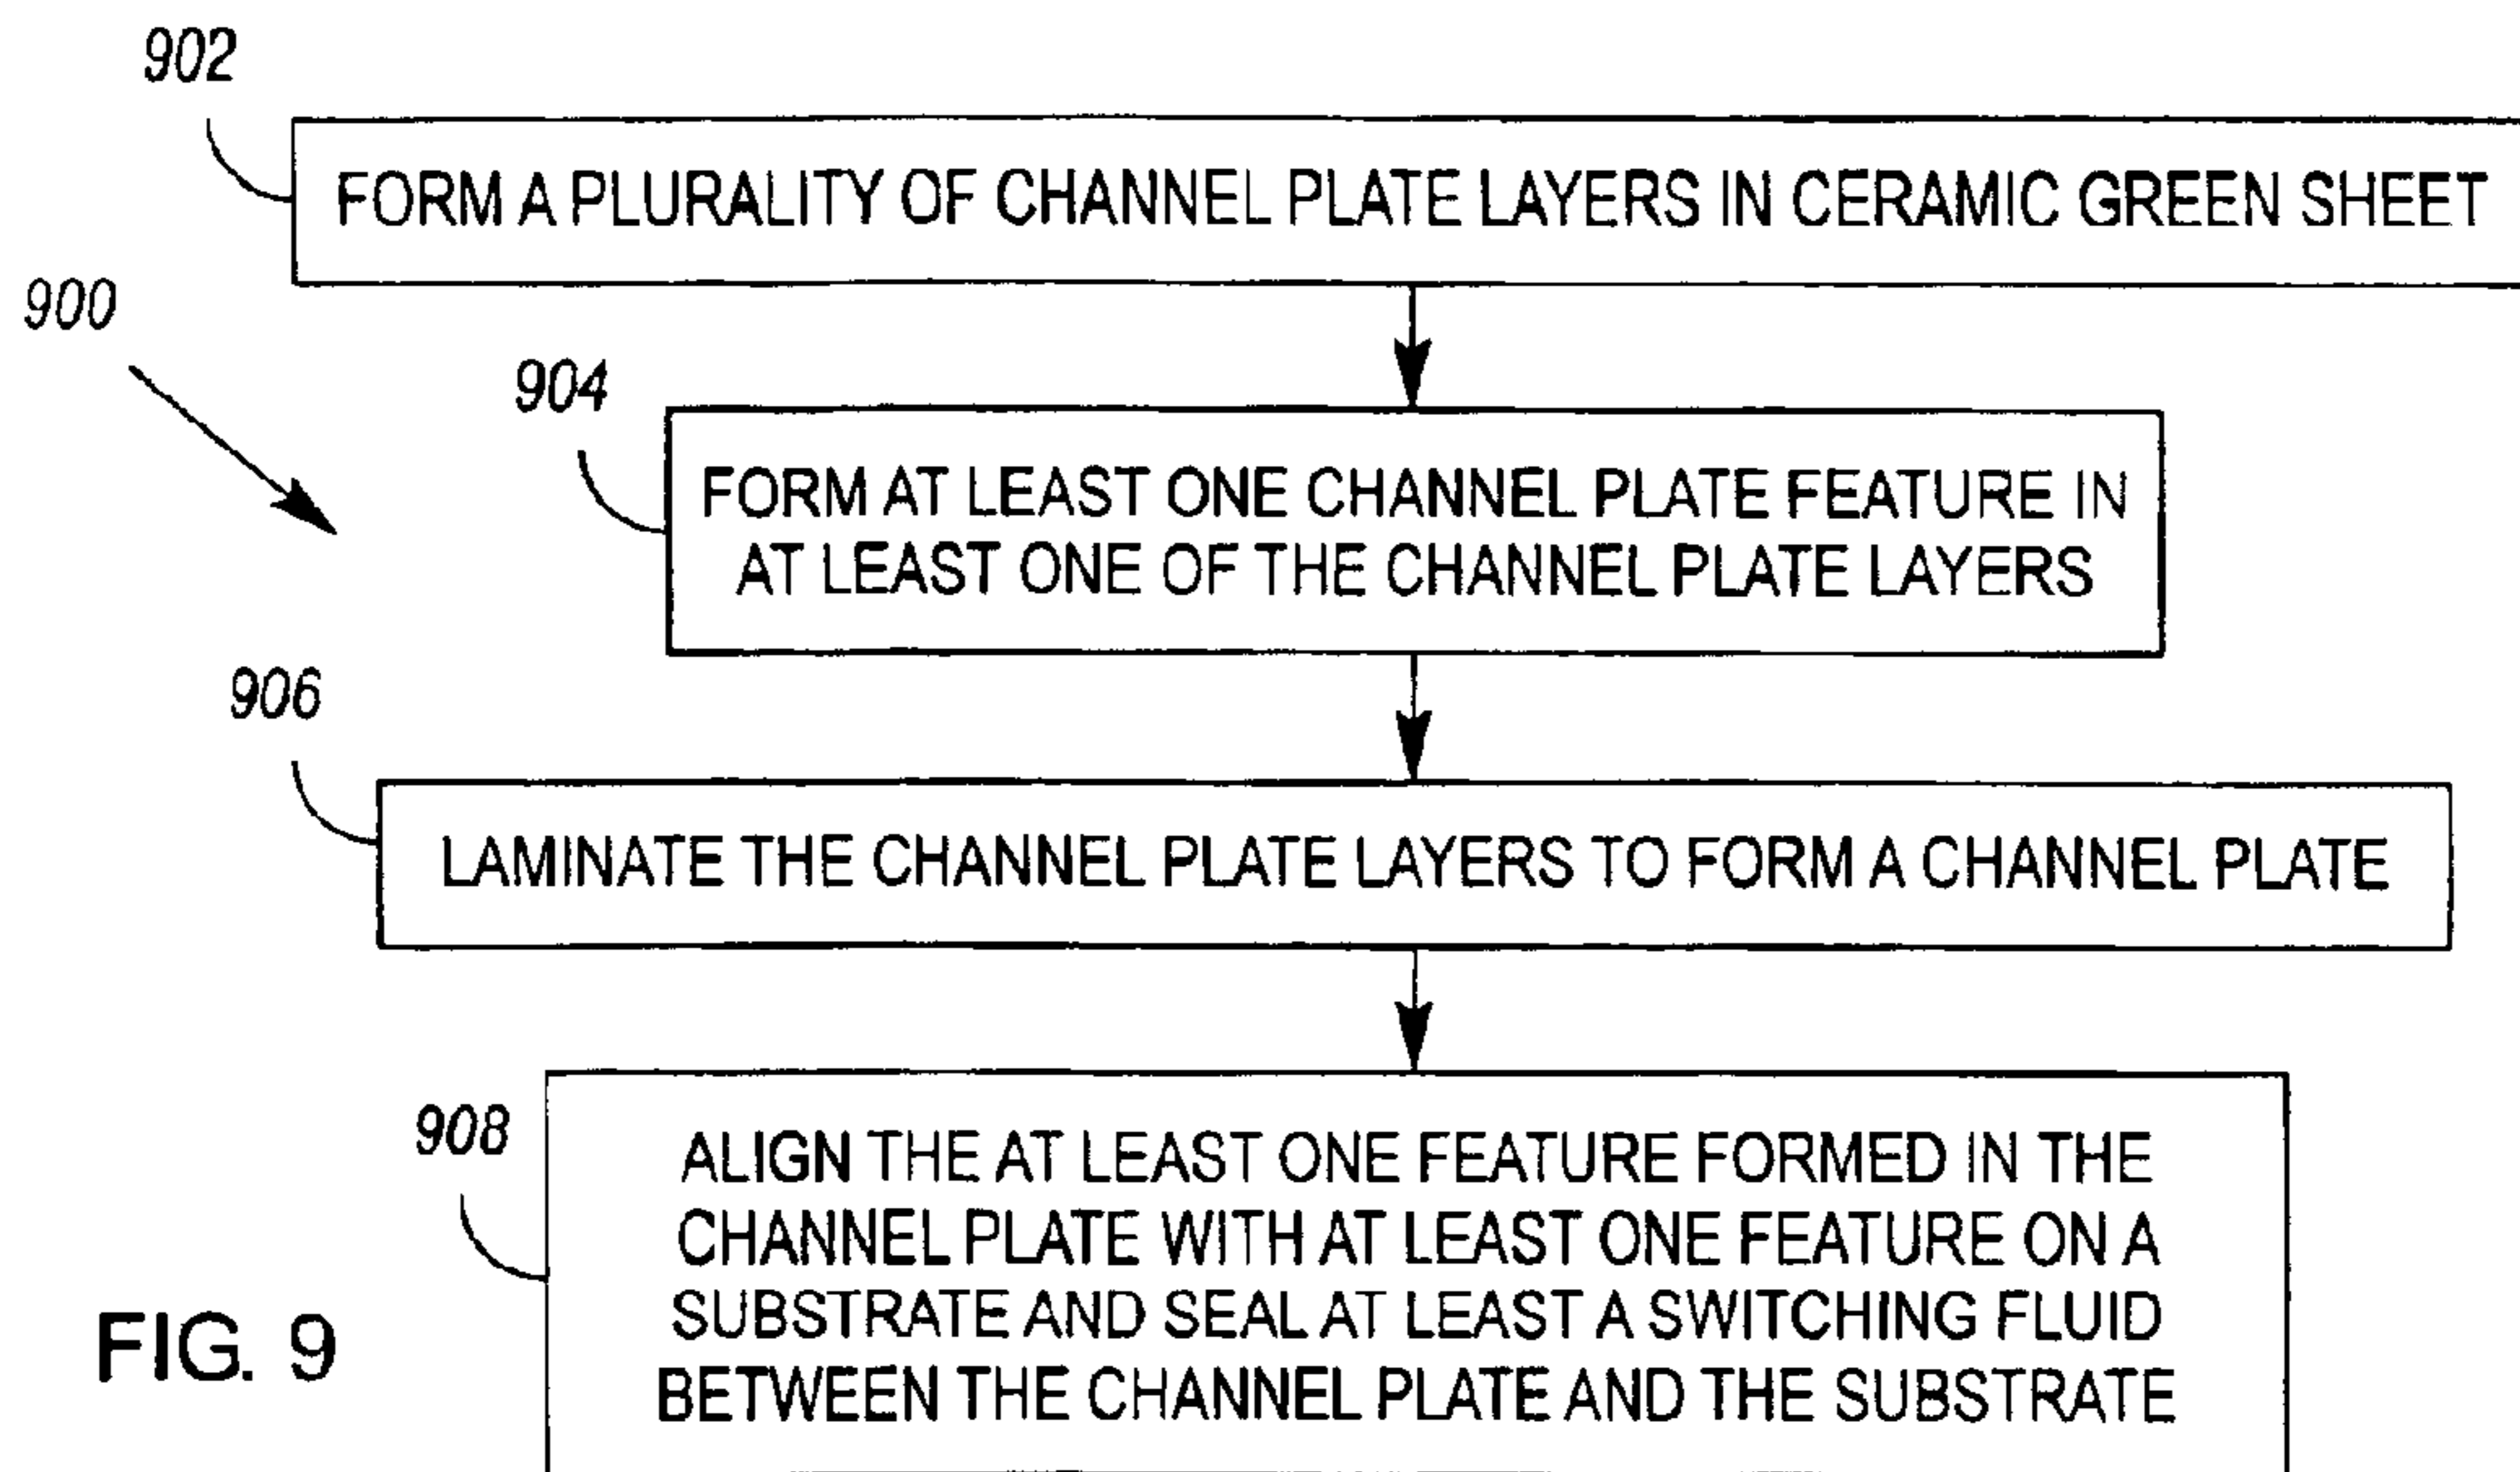 902
FORM A PLURALITY OF CHANNEL PLATE LAYERS IN CERAMIC GREEN SHEET
900
904
FORM AT LEAST ONE CHANNEL PLATE FEATURE IN
AT LEAST ONE OF THE CHANNEL PLATE LAYERS
906
LAMINATE THE CHANNEL PLATE LAYERS TO FORM A CHANNEL PLATE
908
ALIGN THE AT LEAST ONE FEATURE FORMED IN THE
CHANNEL PLATE WITH AT LEAST ONE FEATURE ON A
SUBSTRATE AND SEAL AT LEAST A SWITCHING FLUID
BETWEEN THE CHANNEL PLATE AND THE SUBSTRATE
FIG. 9